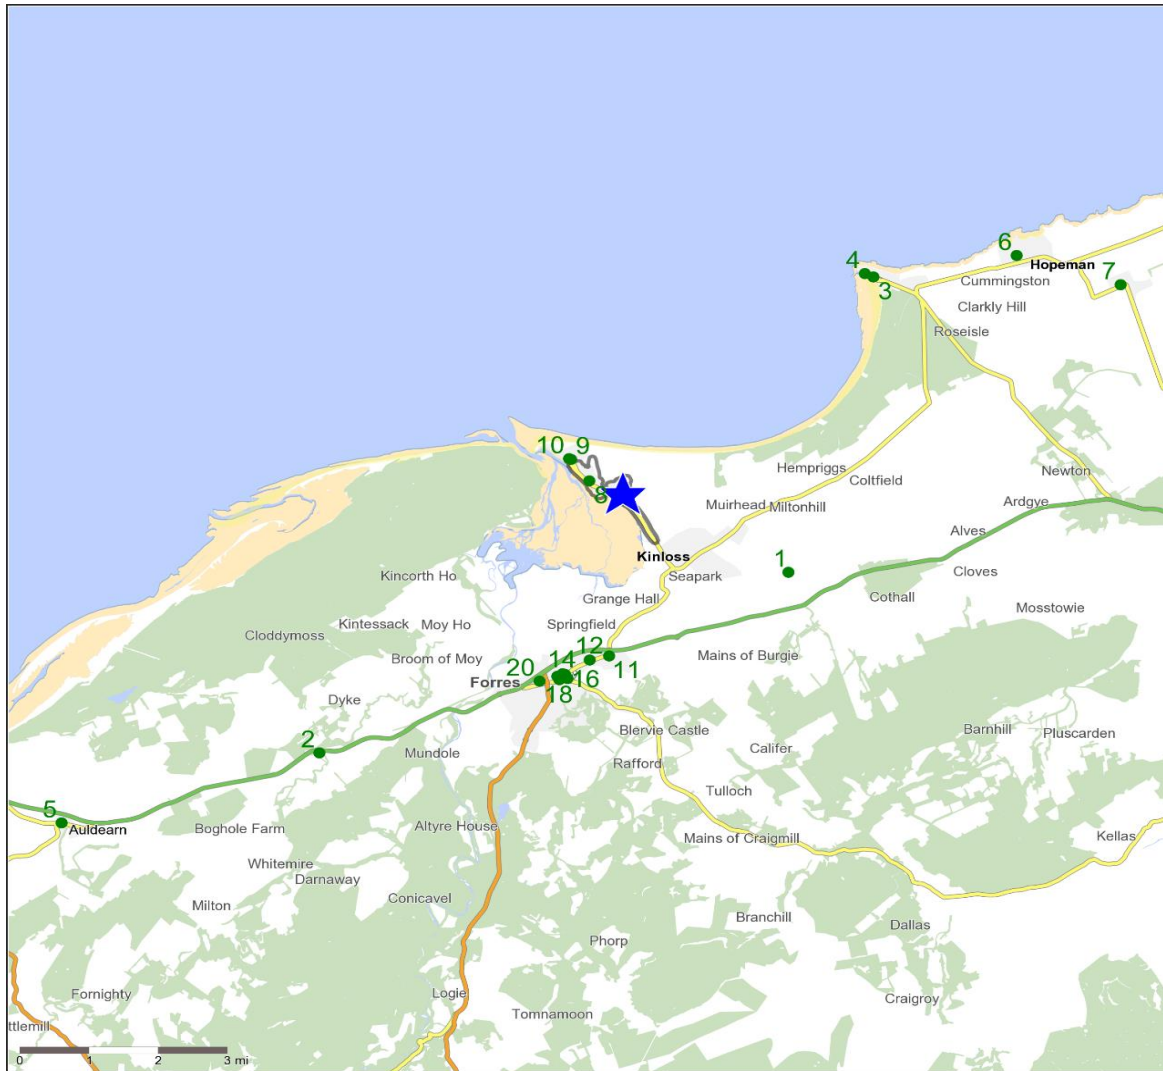 6
Hopeman
4
3
7
Cummingston
Clarkly Hill
Roseisle
10 9
8
Hempriggs
Coltfield
Newton
Muirhead
Miltonhill
Ardgye
Alves
Kinloss
Seapark
1
Cloves
Kincorth Ho
Grange Hall
Cothall
Mosstowie
Kintessack
Moy Ho
Springfield
Cloddymoss
12
11
Mains of Burgie
Broom of Moy
14
20
16
Forres
18
Dyke
2
Mundole
Blervie Castle
Califer
Barnhill
Pluscarden
Rafford
Tulloch
5
Auldearn
Boghole Farm
Altyre House
Mains of Craigmill
Kellas
Whitemire
Darnaway
Conicavel
Milton
Branchill
Dallas
Phorp
Fornighty
Logie
Tomnamoon
Craigroy
ttlemill
0 1 2 3 mi